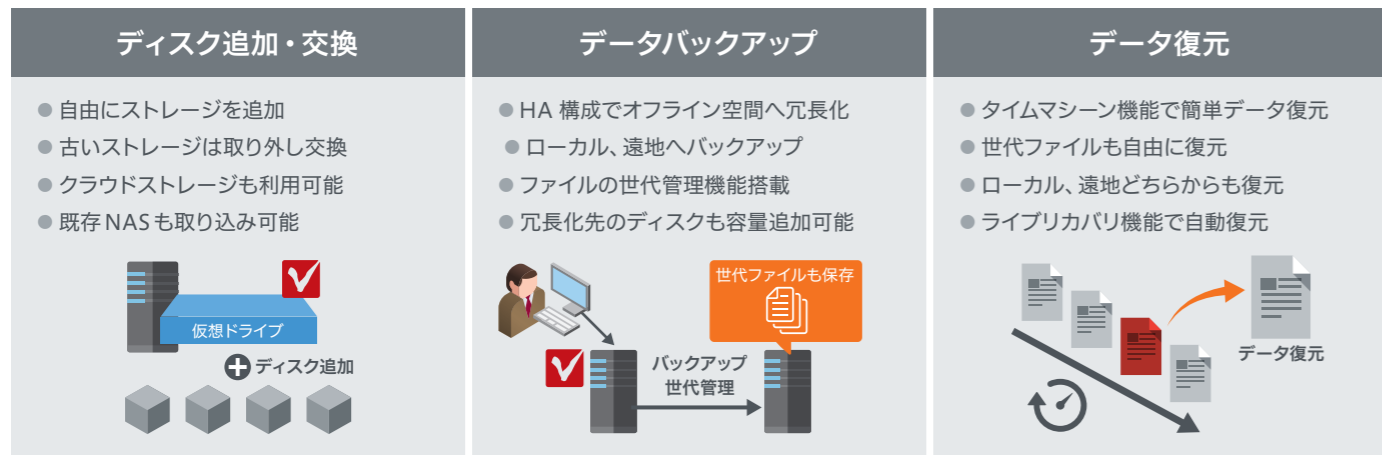 ディスク追加・交換
● 自由にストレージを追加
● 古いストレージは取り外し交換
● クラウドストレージも利用可能
● 既存 NAS も取り込み可能
仮想ドライブ
ディスク追加
データバックアップ
● HA 構成でオフライン空間へ冗長化
● ローカル、遠地へバックアップ
● ファイルの世代管理機能搭載
● 冗長化先のディスクも容量追加可能
世代ファイルも保存
バックアップ
世代管理
データ復元
● タイムマシーン機能で簡単データ復元
● 世代ファイルも自由に復元
● ローカル、遠地どちらからも復元
● ライブリカバリ機能で自動復元
データ復元